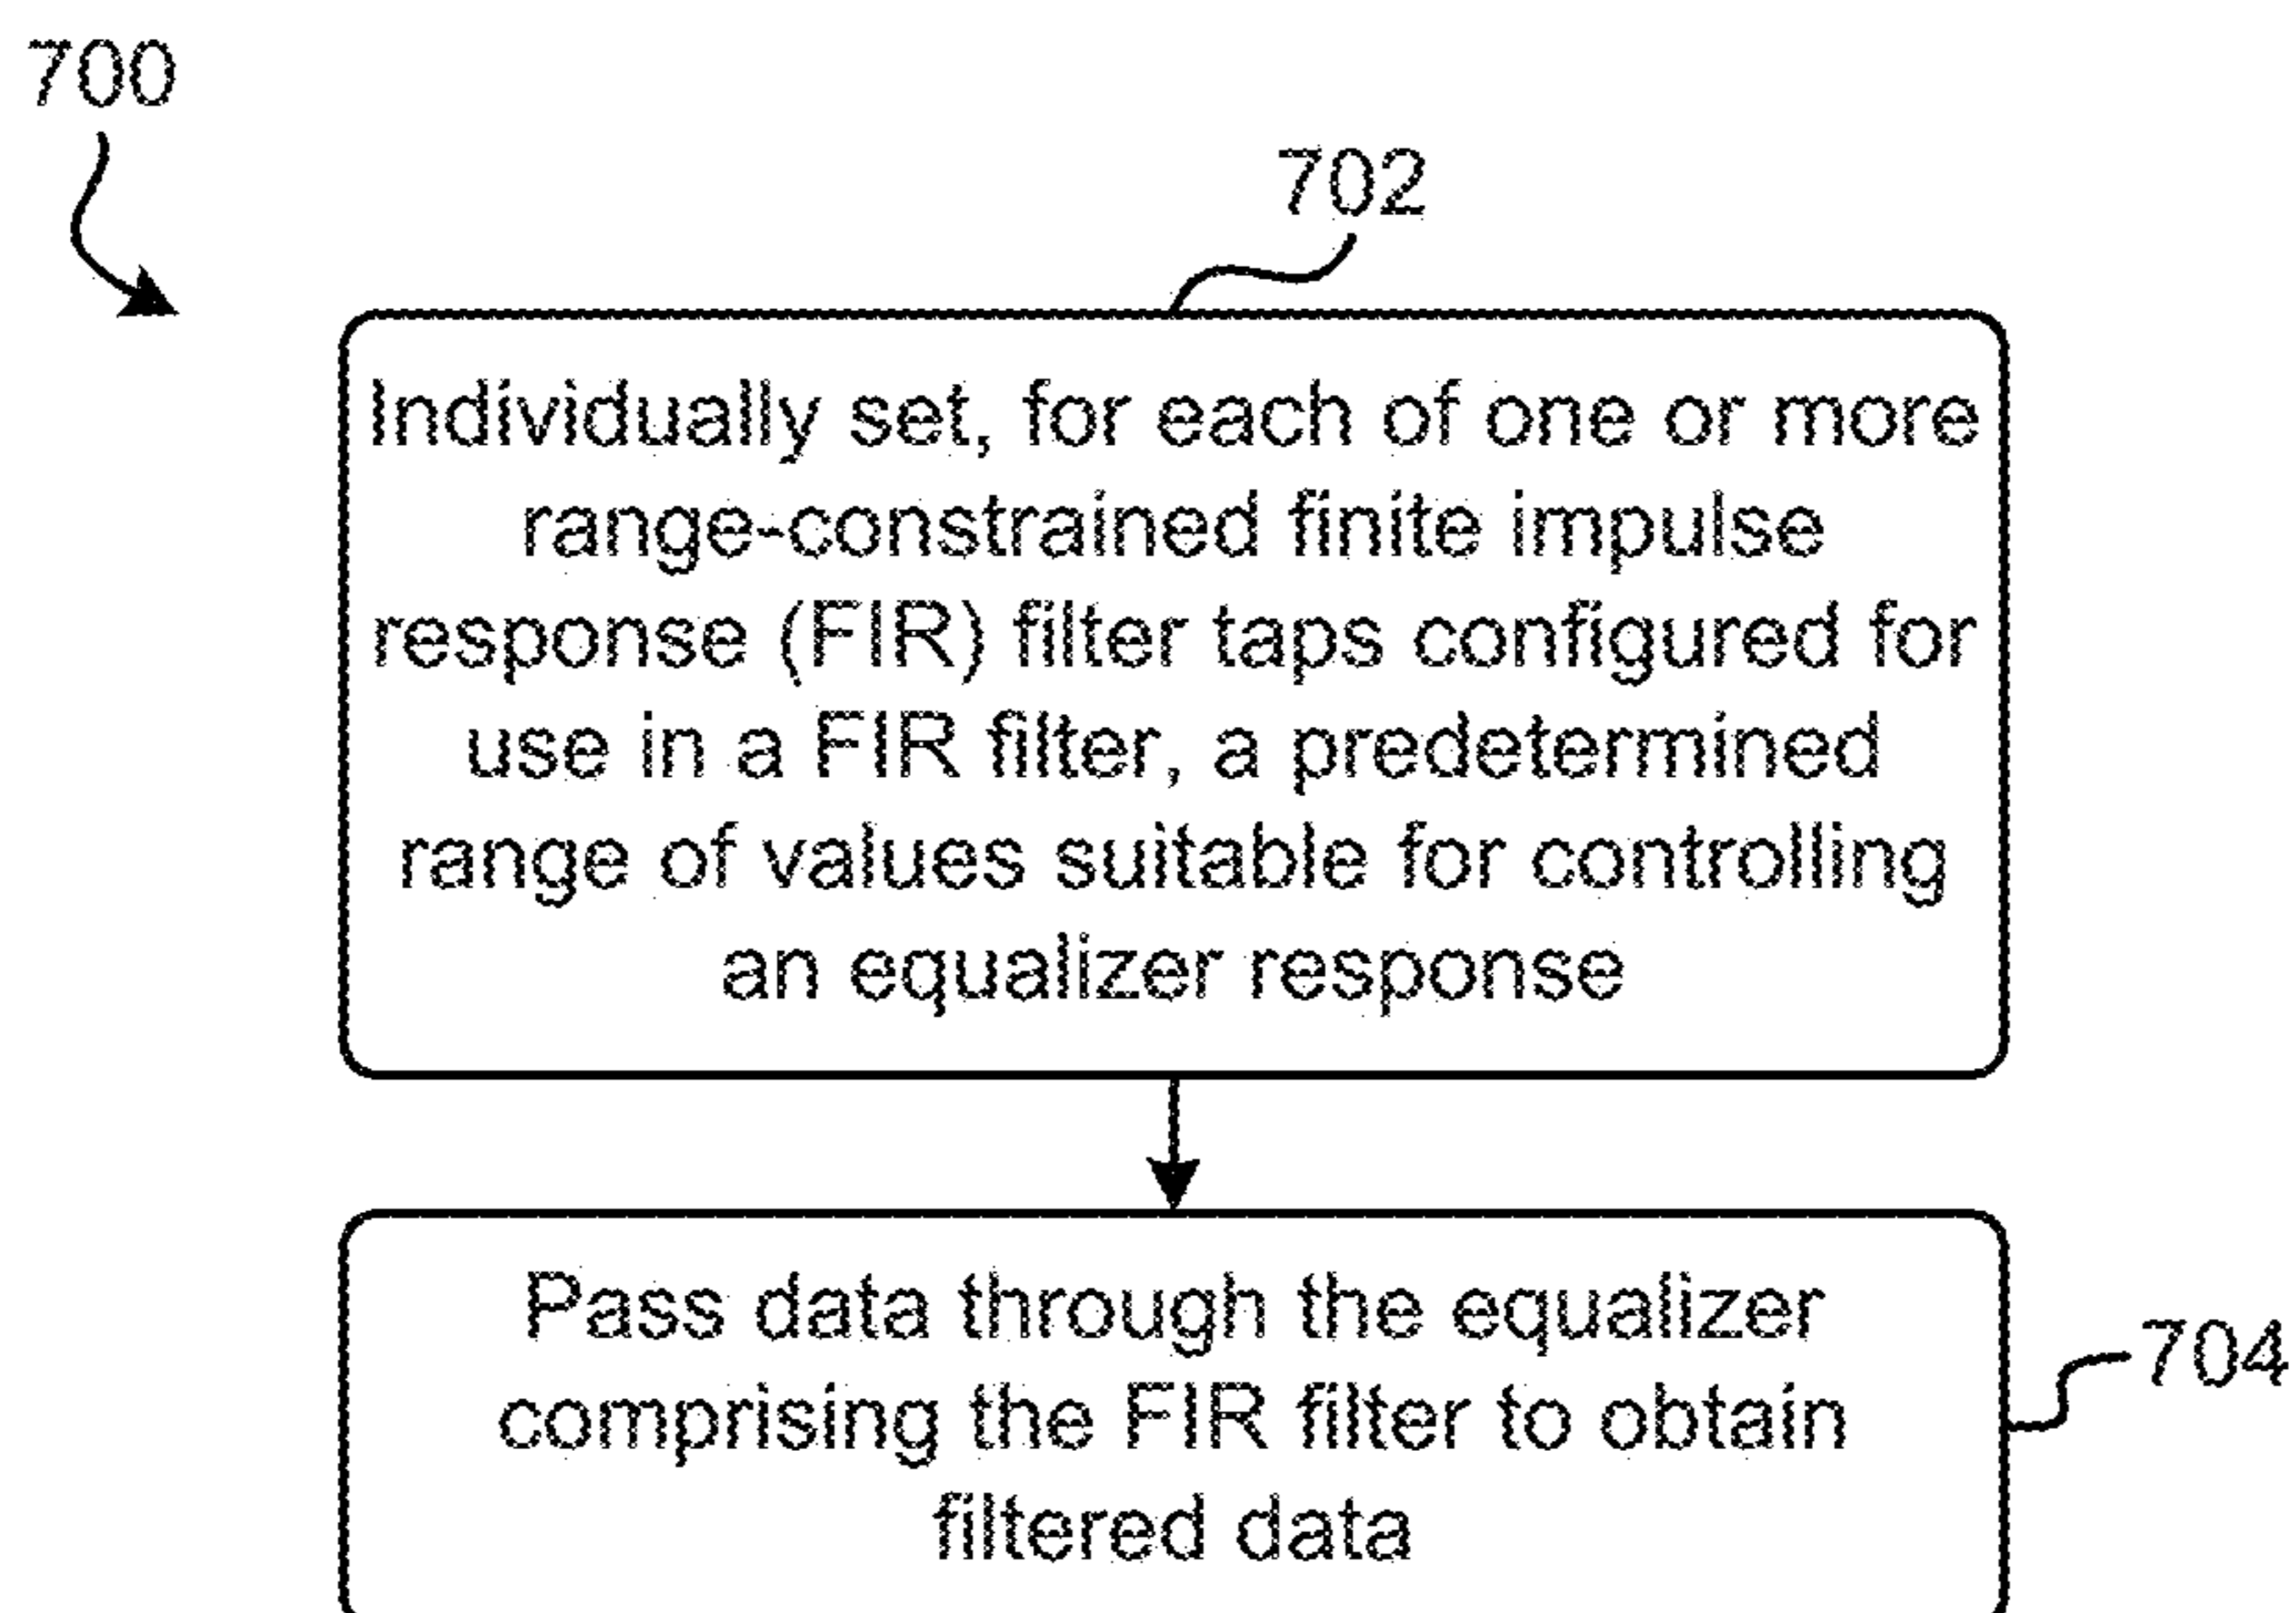 700
702
Individually set, for each of one or more
range-constrained finite impulse
response (FIR) filter taps configured for
use in a FIR filter, a predetermined
range of values suitable for controlling
an equalizer response
Pass data through the equalizer
comprising the FIR filter to obtain
filtered data
704